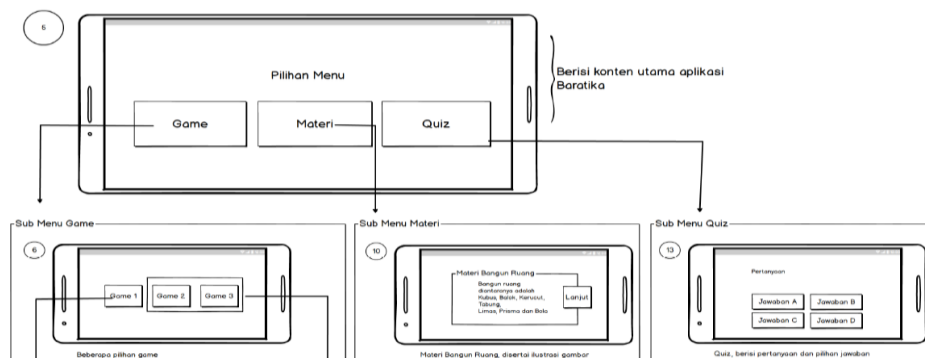 5
Pilihan Menu
Game
Materi
Quiz
Berisi konten utama aplikasi
Baratika
Sub Menu Game
6
Game 1
Game 2
Game 3
Beberapa pilihan game
Sub Menu Materi
10
Materi Bangun Ruang
Bangun ruang
diantaranya adalah
Kubus, Balok, Kerucut,
Tabung,
Limas, Prisma dan Bola
Lanjut
Materi Bangun Ruang, disertai ilustrasi gambar
Sub Menu Quiz
13
Pertanyaan
Jawaban A
Jawaban B
Jawaban C
Jawaban D
Quiz, berisi pertanyaan dan pilihan jawaban